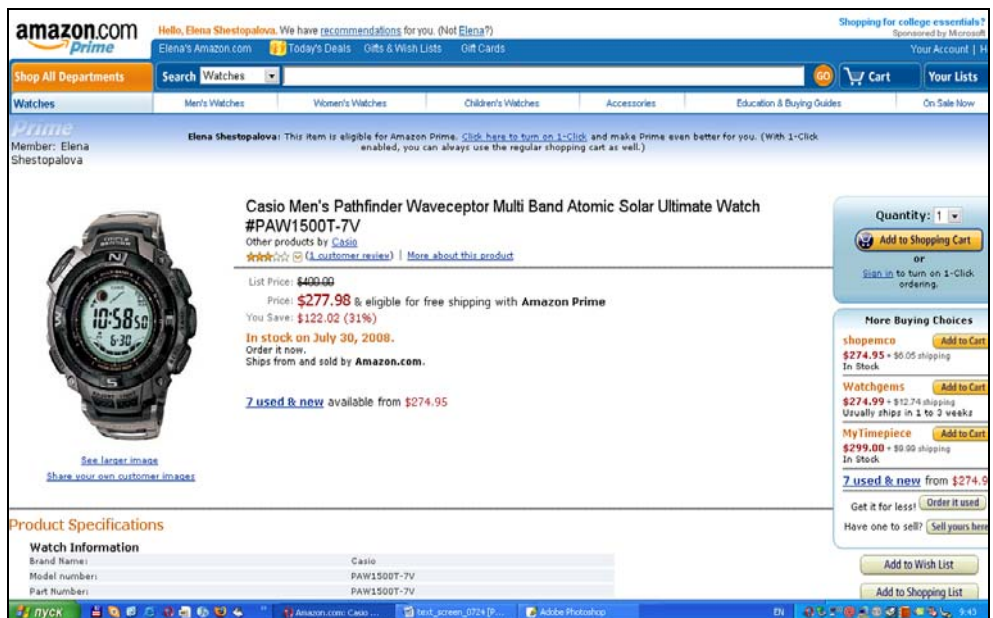 amazon.com
Prime
Hello, Elena Shestopalova. We have recommendations for you. (Not Elena?)
Shopping for college essentials?
Sponsored by Microsoft
Elena's Amazon.com Today's Deals Gifts & Wish Lists Gift Cards
Your Account | H
Shop All Departments
Search Watches
GO
Cart
Your Lists
Watches
Men's Watches
Women's Watches
Children's Watches
Accessories
Education & Buying Guides
On Sale Now
Prime
Member: Elena
Shestopalova
Elena Shestopalova: This item is eligible for Amazon Prime. Click here to turn on 1-Click and make Prime even better for you. (With 1-Click
enabled, you can always use the regular shopping cart as well.)
Casio Men's Pathfinder Waveceptor Multi Band Atomic Solar Ultimate Watch
#PAW1500T-7V
Other products by Casio
(1 customer review) | More about this product
List Price: $400.00
Price: $277.98 & eligible for free shipping with Amazon Prime
You Save: $122.02 (31%)
In stock on July 30, 2008.
Order it now.
Ships from and sold by Amazon.com.
7 used & new available from $274.95
N
10:58 50
6-30
S
See larger image
Share your own customer images
Quantity: 1
Add to Shopping Cart
or
Sign in to turn on 1-Click
ordering.
More Buying Choices
shopemco
Add to Cart
$274.95 + $6.05 shipping
In Stock
Watchgems
Add to Cart
$274.99 + $12.74 shipping
Usually ships in 1 to 3 weeks
MyTimepiece
Add to Cart
$299.00 + $9.99 shipping
In Stock
7 used & new from $274.9
Get it for less! Order it used
Have one to sell? Sell yours here
Add to Wish List
Add to Shopping List
Product Specifications
Watch Information
Brand Name: Casio
Model number: PAW1500T-7V
Part Number: PAW1500T-7V
пуск
Amazon.com: Casio ...
text_screen_0724 [P...
Adobe Photoshop
EN
9:43